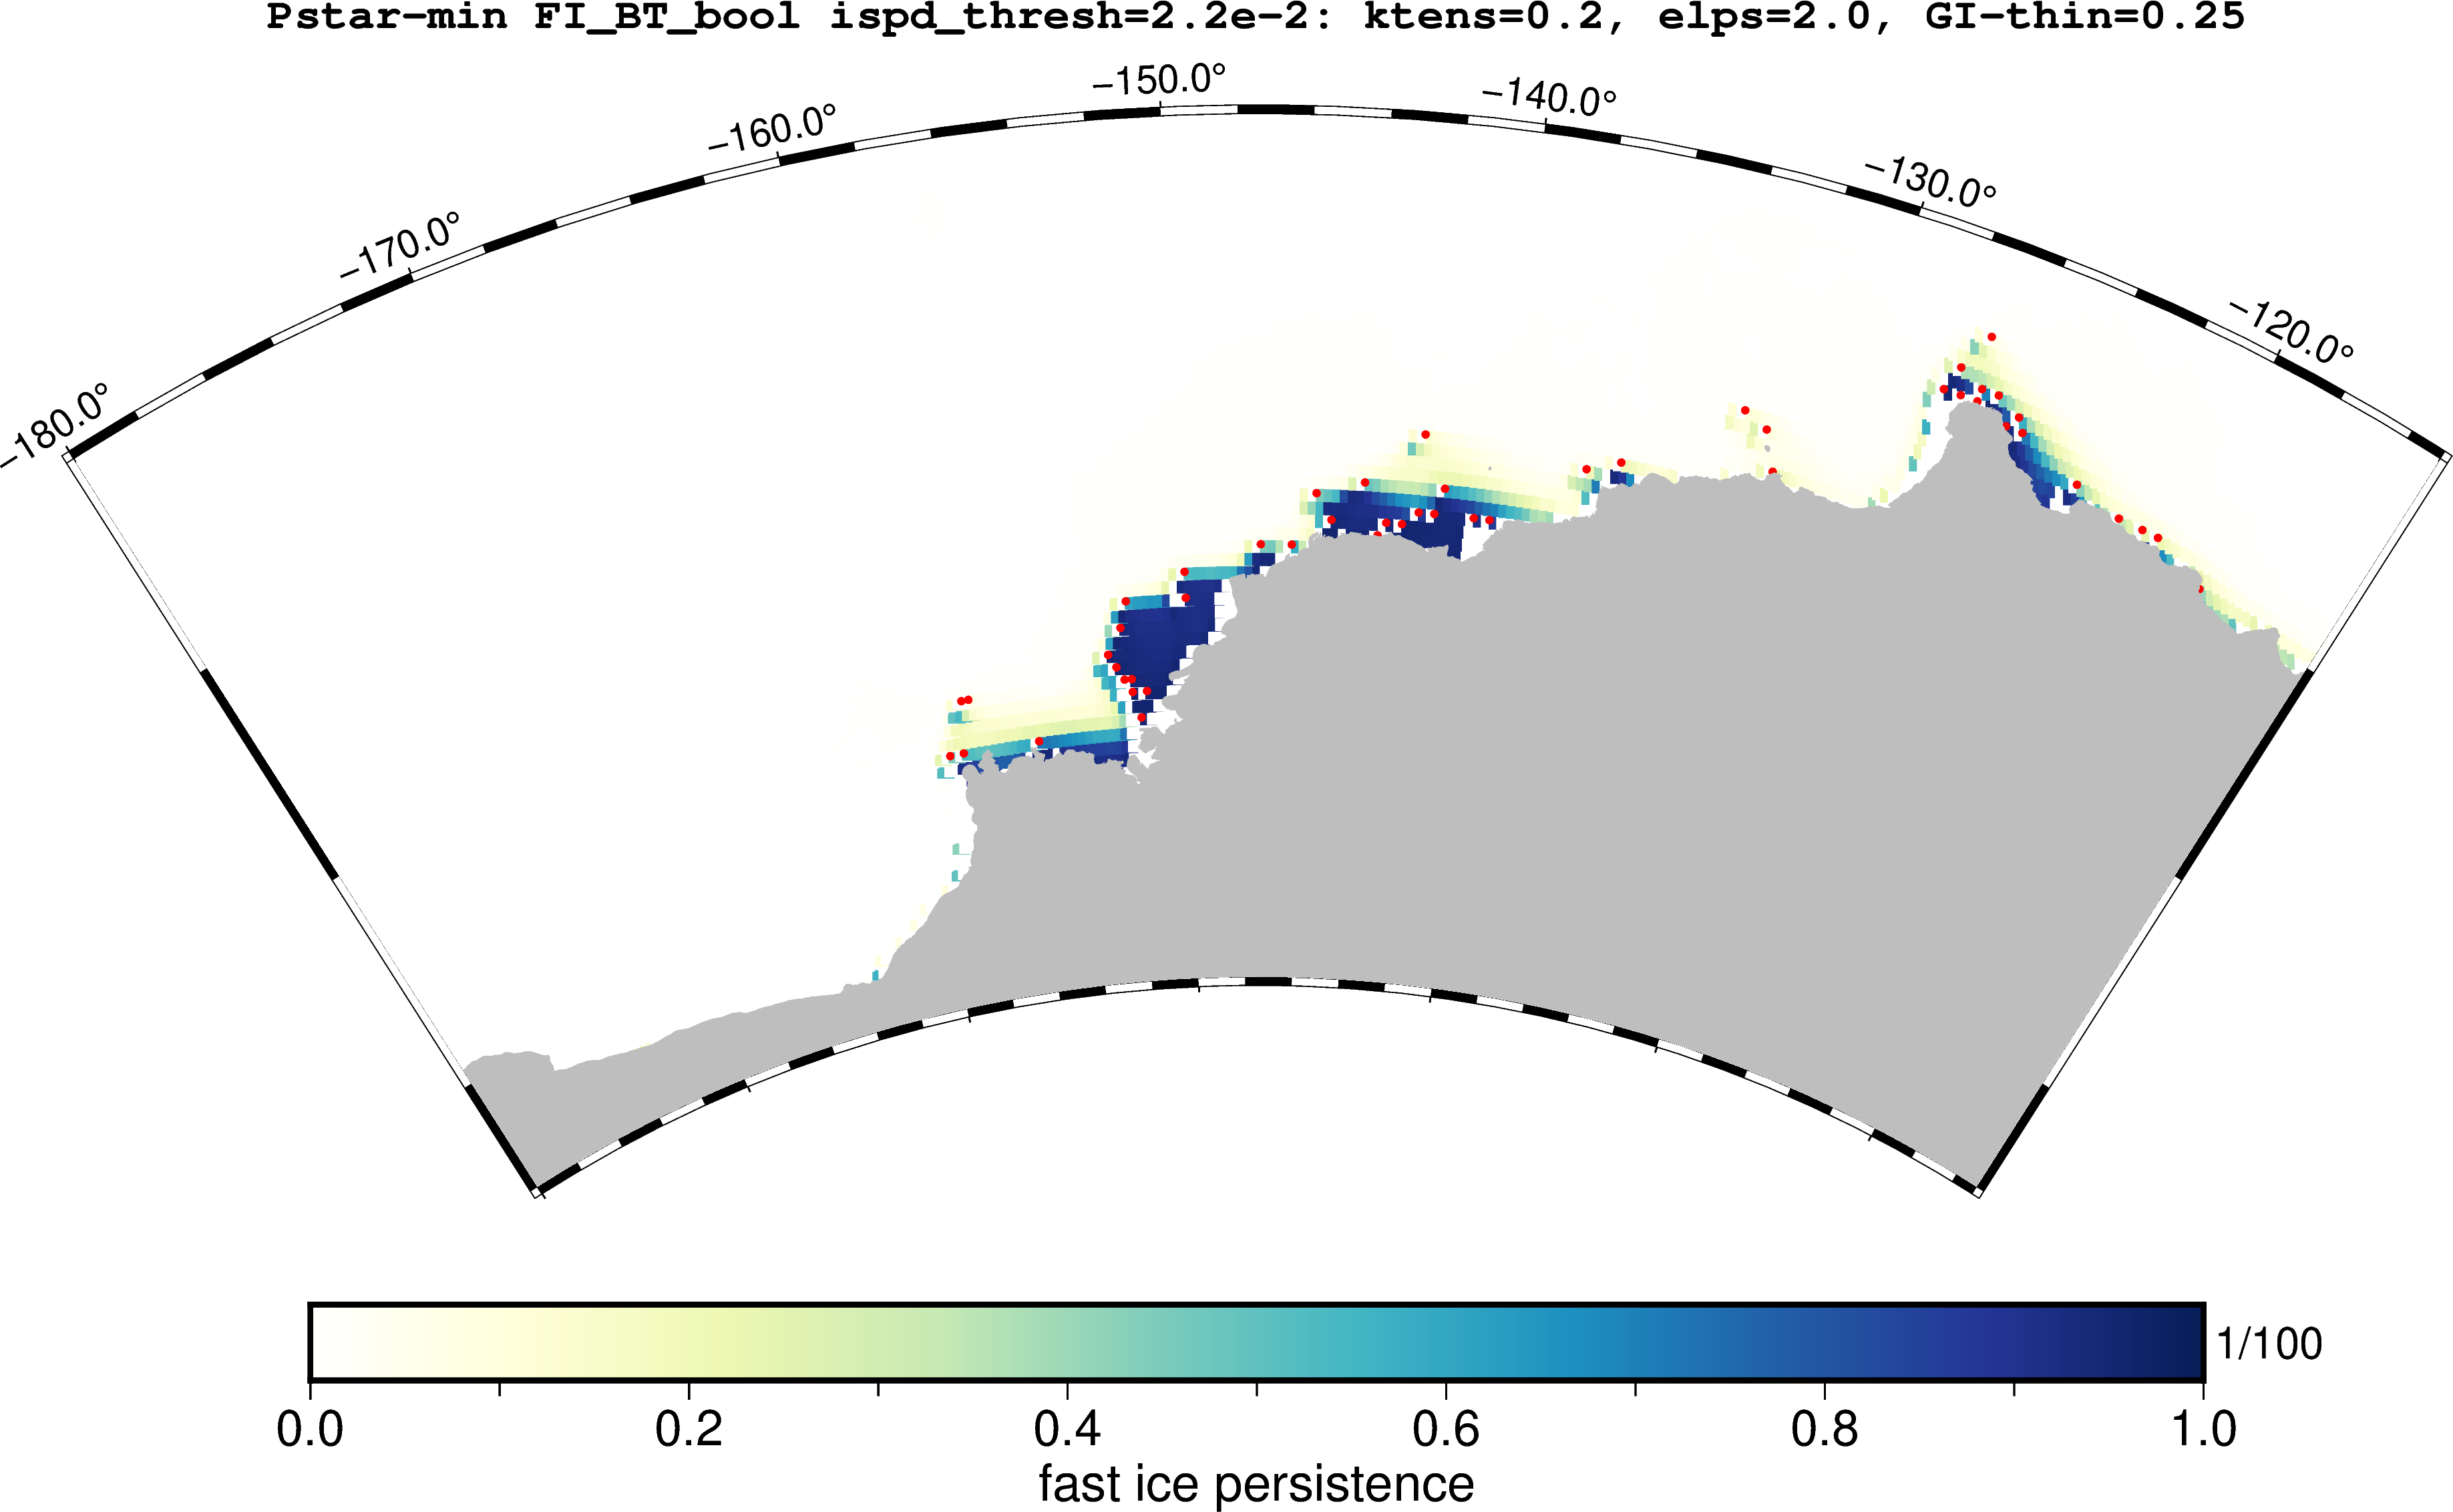 Pstar-min FI_BT_bool ispd_thresh=2.2e-2: ktens=0.2, elps=2.0, GI-thin=0.25
−180.0°
−170.0°
−160.0°
−150.0°
−140.0°
−130.0°
−120.0°
1/100
0.0 0.2 0.4 0.6 0.8 1.0
fast ice persistence